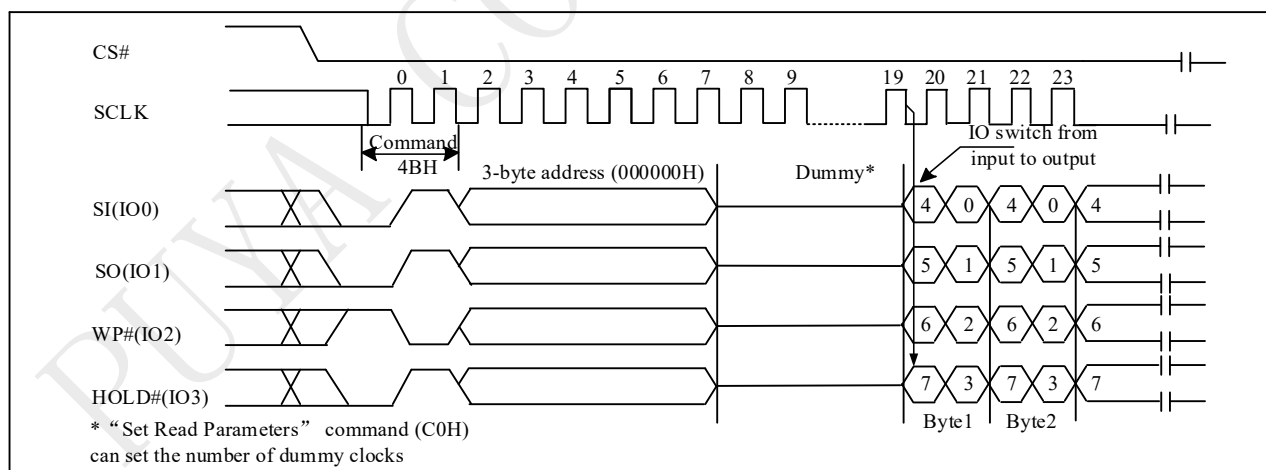 PUYA CO
CS#
0 1 2 3 4 5 6 7 8 9 19 20 21 22 23
SCLK
Command
4BH
IO switch from
input to output
3-byte address (000000H)
Dummy*
SI(IO0)
4 0 4 0 4
SO(IO1)
5 1 5 1 5
WP#(IO2)
6 2 6 2 6
HOLD#(IO3)
7 3 7 3 7
Byte1 Byte2
* “Set Read Parameters” command (C0H)
can set the number of dummy clocks